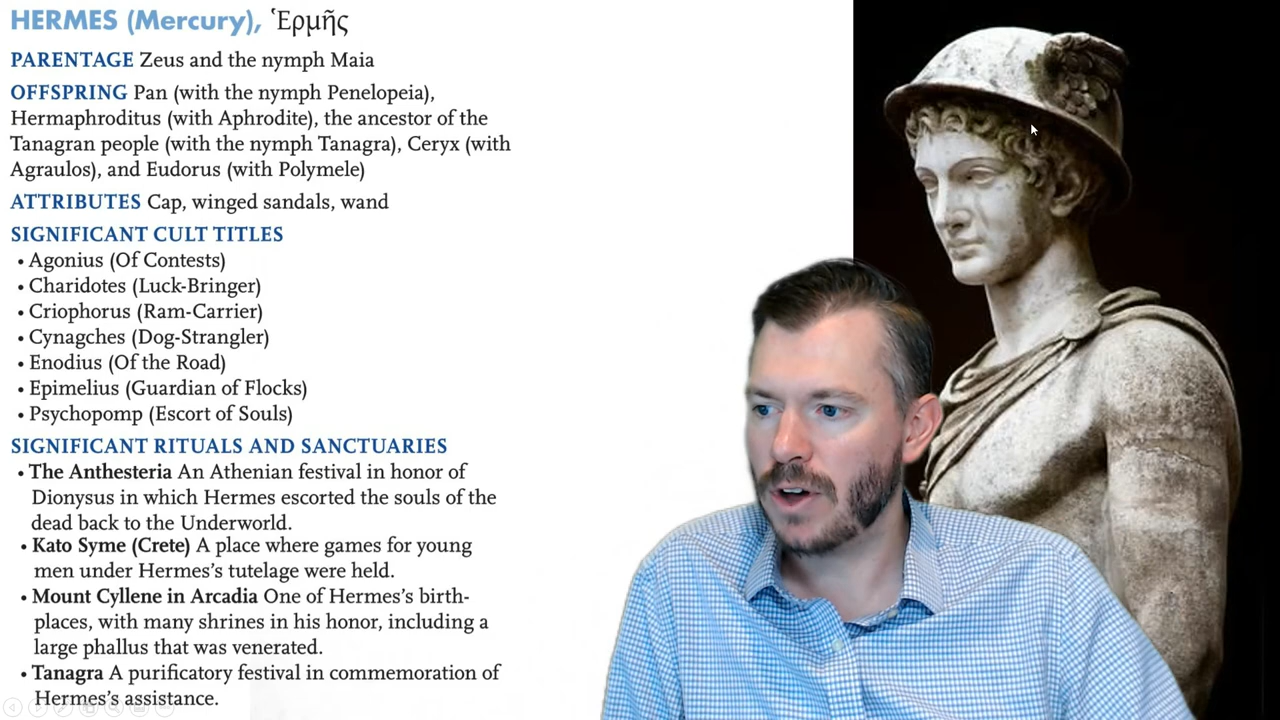 HERMES (Mercury), Ἑρμῆς
PARENTAGE Zeus and the nymph Maia
OFFSPRING Pan (with the nymph Penelopeia),
Hermaphroditus (with Aphrodite), the ancestor of the
Tanagran people (with the nymph Tanagra), Ceryx (with
Agraulos), and Eudorus (with Polymele)
ATTRIBUTES Cap, winged sandals, wand
SIGNIFICANT CULT TITLES
• Agonius (Of Contests)
• Charidotes (Luck-Bringer)
• Criophorus (Ram-Carrier)
• Cynagches (Dog-Strangler)
• Enodius (Of the Road)
• Epimelius (Guardian of Flocks)
• Psychopomp (Escort of Souls)
SIGNIFICANT RITUALS AND SANCTUARIES
• The Anthesteria An Athenian festival in honor of
Dionysus in which Hermes escorted the souls of the
dead back to the Underworld.
• Kato Syme (Crete) A place where games for young
men under Hermes's tutelage were held.
• Mount Cyllene in Arcadia One of Hermes's birth-
places, with many shrines in his honor, including a
large phallus that was venerated.
• Tanagra A purificatory festival in commemoration of
Hermes's assistance.